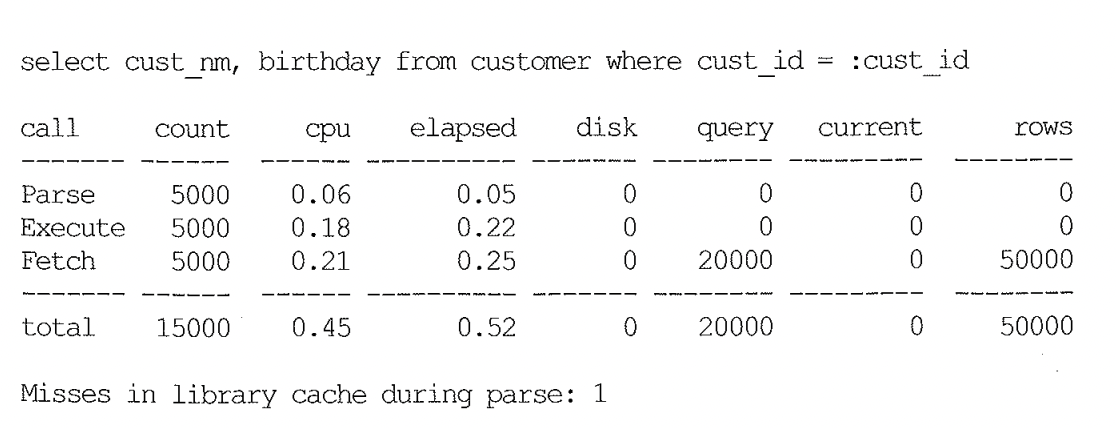 select cust_nm, birthday from customer where cust_id = :cust_id
call count cpu elapsed disk query current rows
------- ------ ------ ---------- ------- --------- --------- --------
Parse 5000 0.06 0.05 0 0 0 0
Execute 5000 0.18 0.22 0 0 0 0
Fetch 5000 0.21 0.25 0 20000 0 50000
------- ------ ------ ---------- ------- --------- --------- --------
total 15000 0.45 0.52 0 20000 0 50000
Misses in library cache during parse: 1